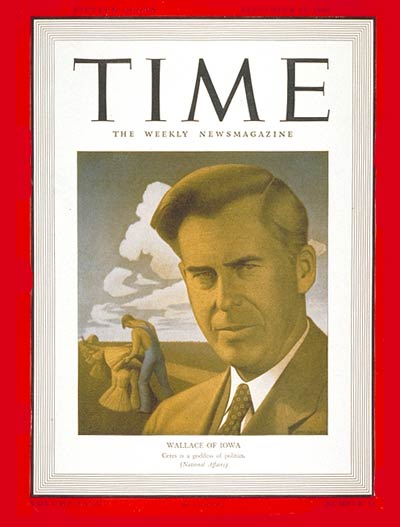 TIME
THE WEEKLY NEWSMAGAZINE
WALLACE OF IOWA
Ceres is a goddess of politics.
(National Affairs)